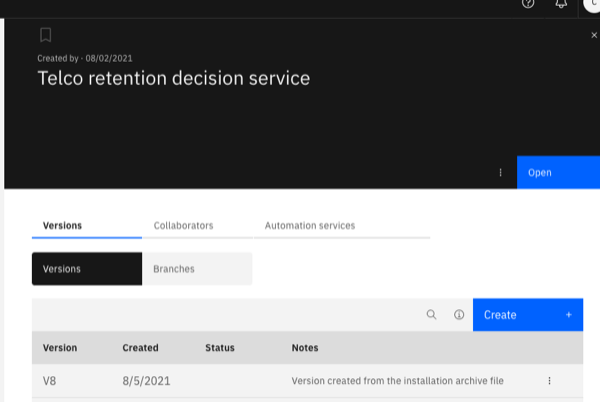 C
Created by · 08/02/2021
Telco retention decision service
Open
Versions Collaborators Automation services
Versions Branches
Create +
Version Created Status Notes
V8 8/5/2021 Version created from the installation archive file